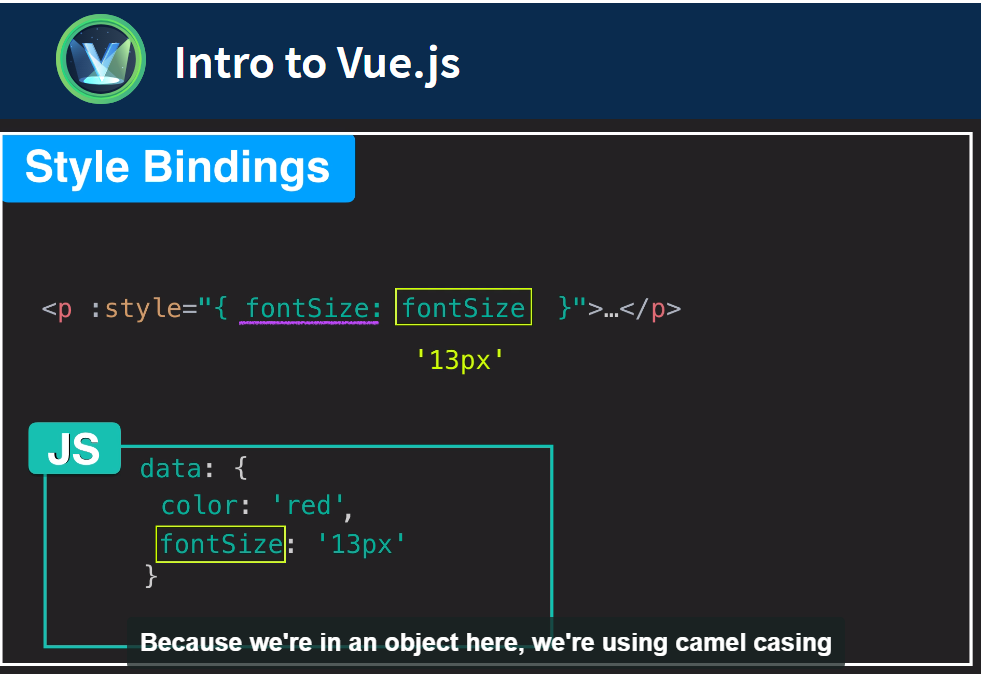 Intro to Vue.js
Style Bindings
<p :style="{ fontSize: fontSize }">…</p>
'13px'
JS
data: {
color: 'red',
fontSize: '13px'
}
Because we're in an object here, we're using camel casing